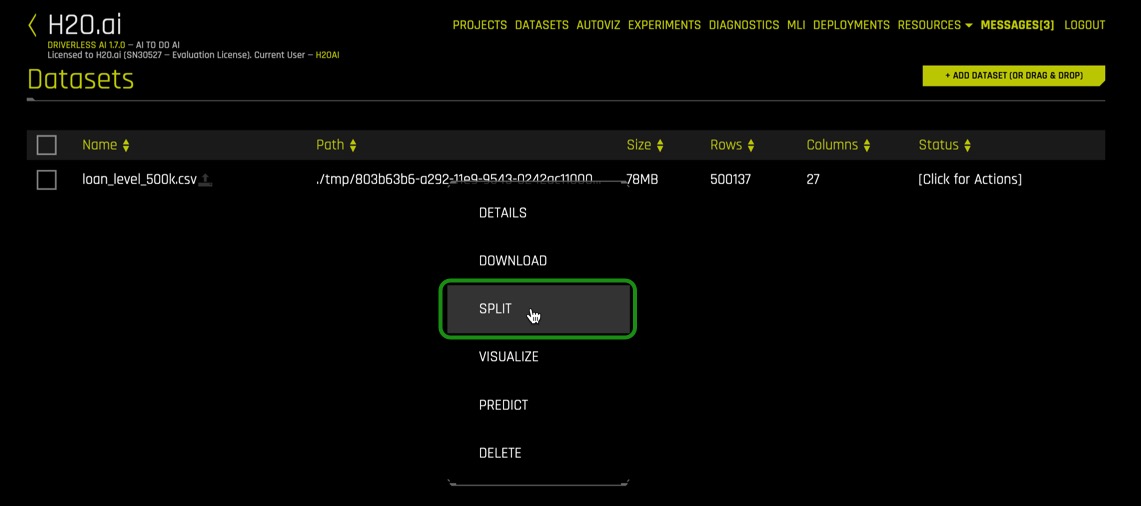 H2O.ai
PROJECTS DATASETS AUTOVIZ EXPERIMENTS DIAGNOSTICS MLI DEPLOYMENTS RESOURCES MESSAGES[3] LOGOUT
DRIVERLESS AI 1.7.0 – AI TO DO AI
Licensed to H2O.ai (SN30527 – Evaluation License). Current User – H2OAI
Datasets
+ ADD DATASET (OR DRAG & DROP)
Name Path Size Rows Columns Status
loan_level_500k.csv ./tmp/803b63b6-a292-11e9-9543-0242ac11000... 78MB 500137 27 [Click for Actions]
DETAILS
DOWNLOAD
SPLIT
VISUALIZE
PREDICT
DELETE